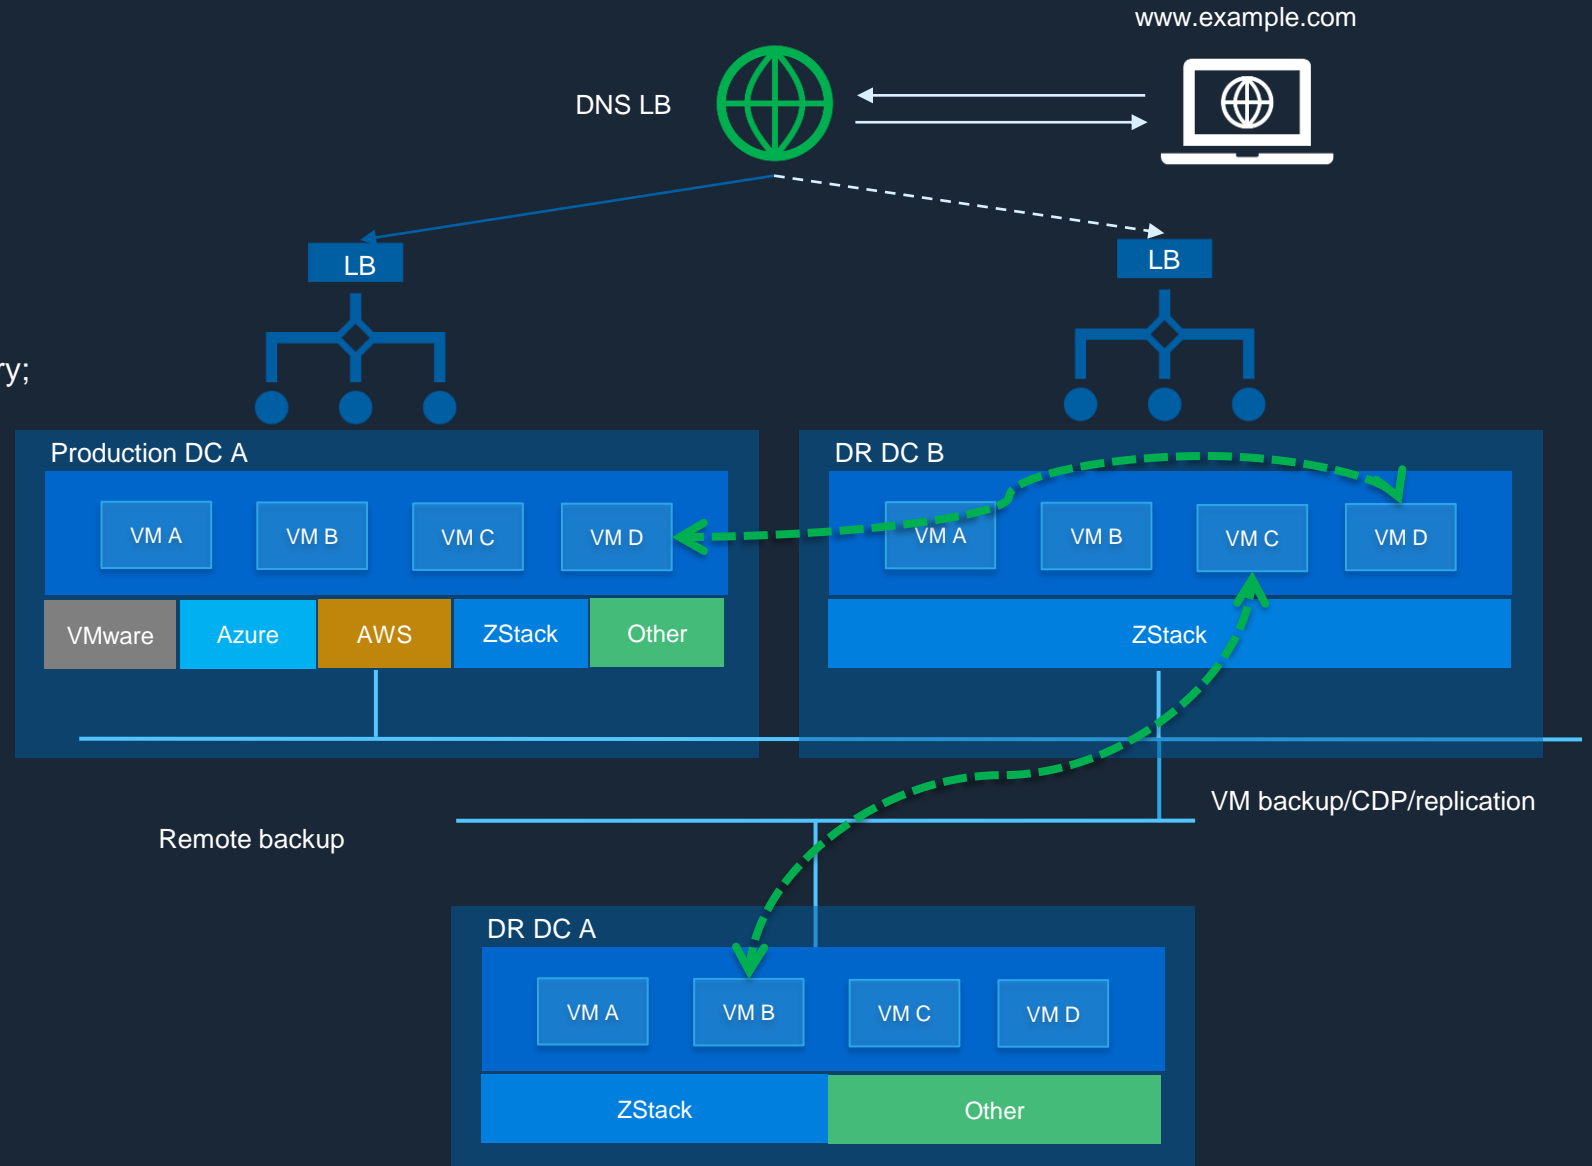 www.example.com
DNS LB
LB
LB
ry;
Production DC A
DR DC B
VM A
VM B
VM C
VM D
VM A
VM B
VM C
VM D
VMware
Azure
AWS
ZStack
Other
ZStack
VM backup/CDP/replication
Remote backup
DR DC A
VM A
VM B
VM C
VM D
ZStack
Other